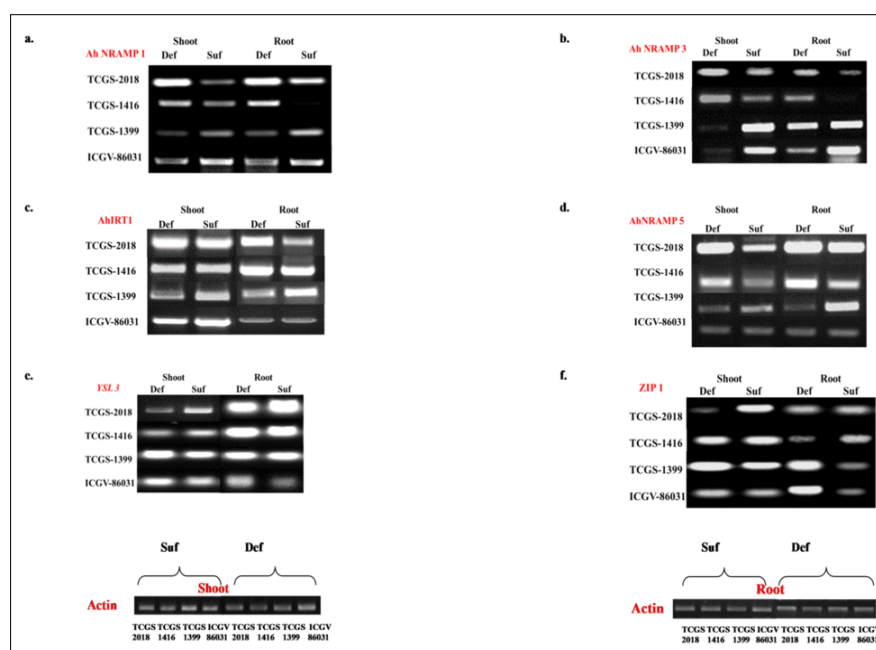 a.
Shoot Root
Ah NRAMP 1 Def Suf Def Suf
TCGS-2018
TCGS-1416
TCGS-1399
ICGV-86031
b.
Shoot Root
Ah NRAMP 3 Def Suf Def Suf
TCGS-2018
TCGS-1416
TCGS-1399
ICGV-86031
c.
Shoot Root
AhIRT1 Def Suf Def Suf
TCGS-2018
TCGS-1416
TCGS-1399
ICGV-86031
d.
Shoot Root
AhNRAMP 5 Def Suf Def Suf
TCGS-2018
TCGS-1416
TCGS-1399
ICGV-86031
e.
Shoot Root
YSL 3 Def Suf Def Suf
TCGS-2018
TCGS-1416
TCGS-1399
ICGV-86031
f.
Shoot Root
ZIP 1 Def Suf Def Suf
TCGS-2018
TCGS-1416
TCGS-1399
ICGV-86031
Suf Def
Shoot
Actin
TCGS TCGS TCGS ICGV TCGS TCGS TCGS ICGV
2018 1416 1399 86031 2018 1416 1399 86031
Suf Def
Root
Actin
TCGS TCGS TCGS ICGV TCGS TCGS TCGS ICGV
2018 1416 1399 86031 2018 1416 1399 86031